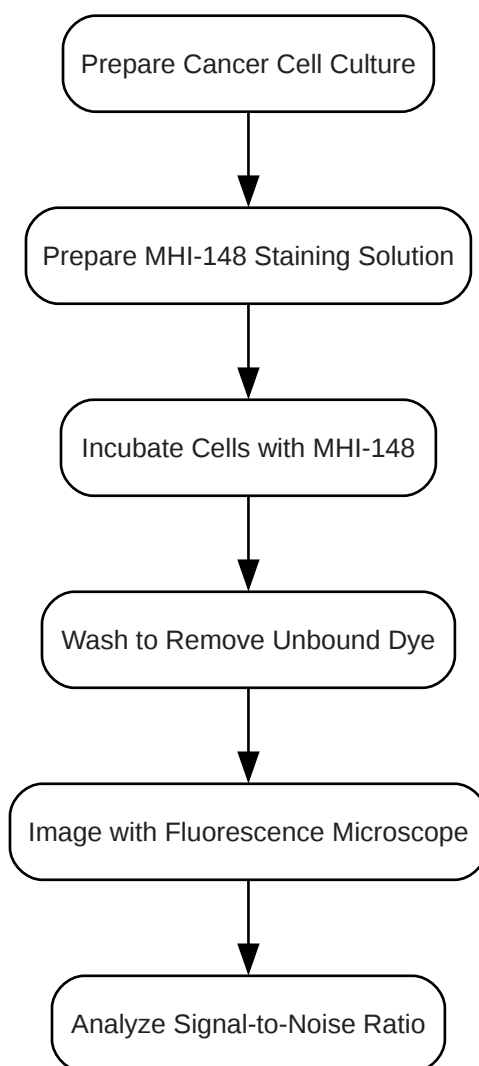 Prepare Cancer Cell Culture
Prepare MHI-148 Staining Solution
Incubate Cells with MHI-148
Wash to Remove Unbound Dye
Image with Fluorescence Microscope
Analyze Signal-to-Noise Ratio